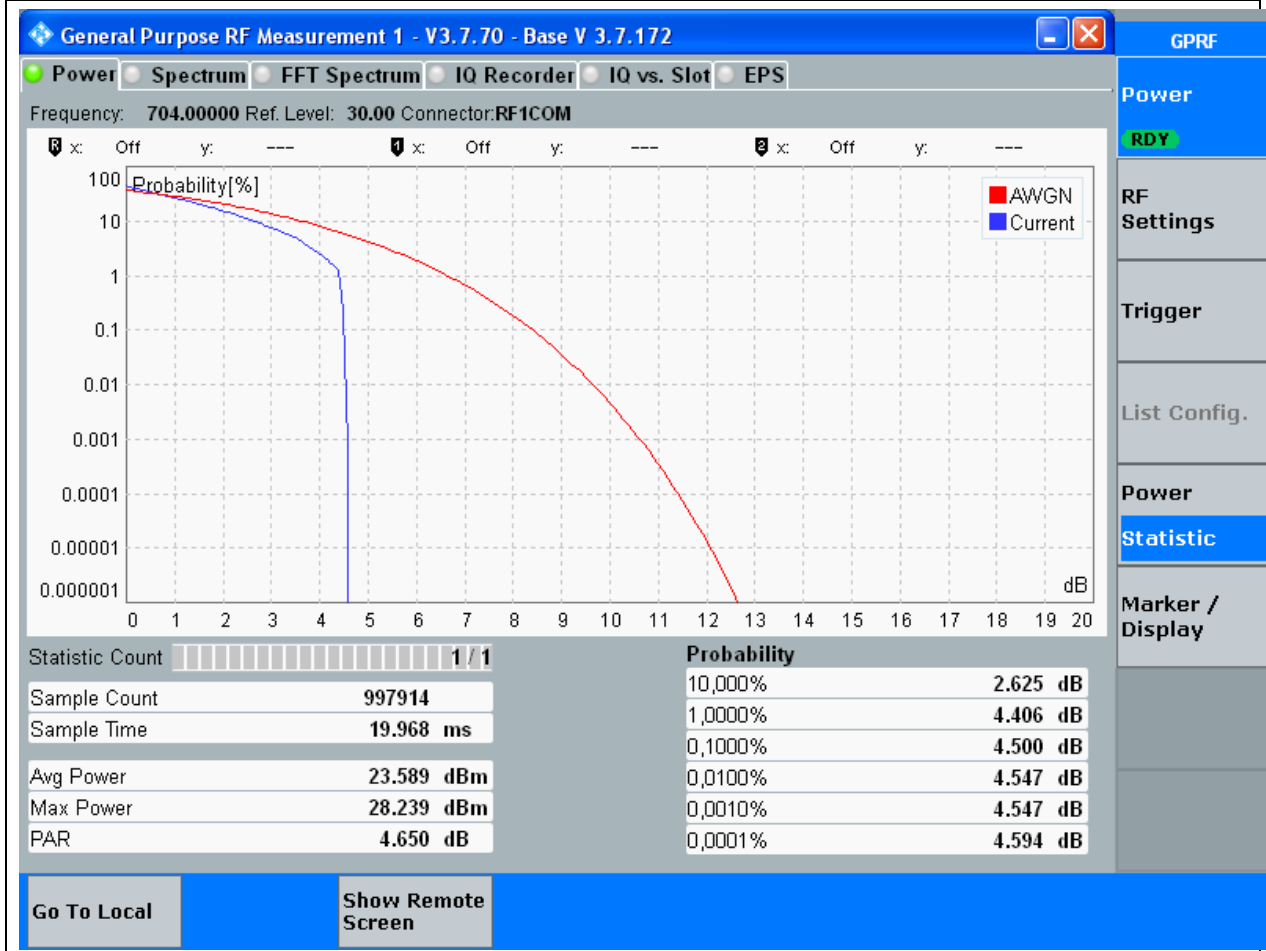 General Purpose RF Measurement 1 - V3.7.70 - Base V 3.7.172
GPRF
Power Spectrum FFT Spectrum IQ Recorder IQ vs. Slot EPS
Frequency: 704.00000 Ref. Level: 30.00 Connector:RF1COM
R x: Off y: --- 1 x: Off y: --- 2 x: Off y: ---
Probability[%]
100
10
1
0.1
0.01
0.001
0.0001
0.00001
0.000001
AWGN
Current
dB
0 1 2 3 4 5 6 7 8 9 10 11 12 13 14 15 16 17 18 19 20
Statistic Count 1 / 1
Sample Count 997914
Sample Time 19.968 ms
Avg Power 23.589 dBm
Max Power 28.239 dBm
PAR 4.650 dB
Probability
10,000% 2.625 dB
1,0000% 4.406 dB
0,1000% 4.500 dB
0,0100% 4.547 dB
0,0010% 4.547 dB
0,0001% 4.594 dB
Power
RDY
RF
Settings
Trigger
List Config.
Power
Statistic
Marker /
Display
Go To Local
Show Remote
Screen